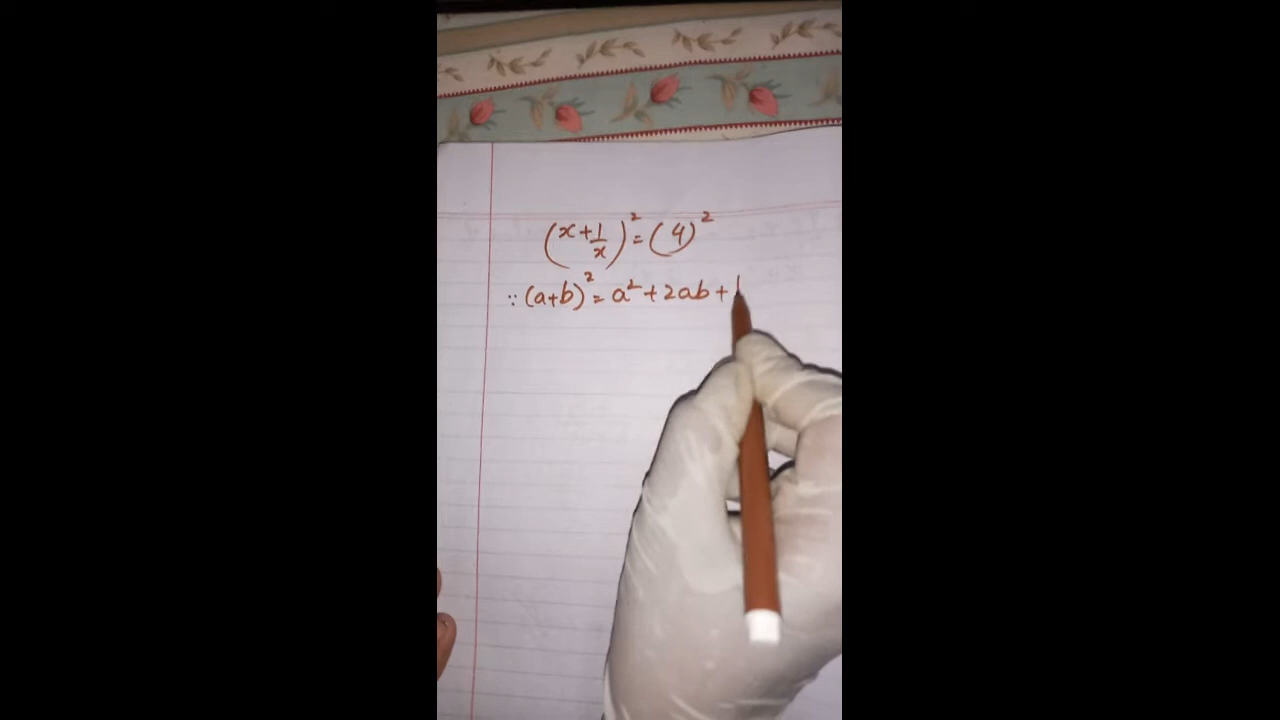 (x+1/x)² = (4)²
∵ (a+b)² = a² + 2ab +